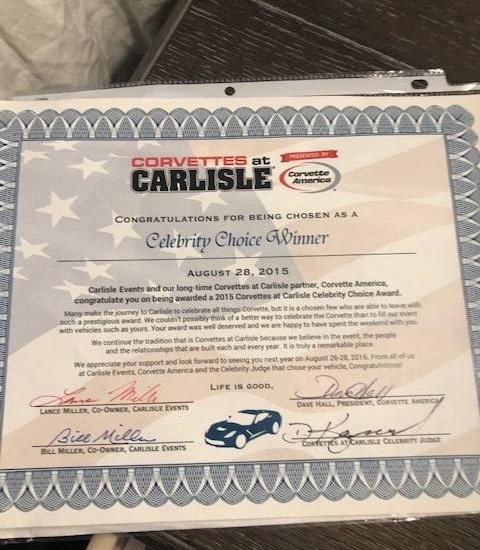 CORVETTES at
CARLISLE
PRESENTED BY
Corvette
America
CONGRATULATIONS FOR BEING CHOSEN AS A
Celebrity Choice Winner
AUGUST 28, 2015
Carlisle Events and our long-time Corvettes at Carlisle partner, Corvette America,
congratulate you on being awarded a 2015 Corvettes at Carlisle Celebrity Choice Award.
Many make the journey to Carlisle to celebrate all things Corvette, but it is a chosen few who are able to leave with
such a prestigious award. We couldn't possibly think of a better way to celebrate the Corvette than to fill our event
with vehicles such as yours. Your award was well deserved and we are happy to have spent the weekend with you.
We continue the tradition that is Corvettes at Carlisle because we believe in the event, the people
and the relationships that are built each and every year. It is truly a remarkable place.
We appreciate your support and look forward to seeing you next year on August 26-28, 2016. From all of us
at Carlisle Events, Corvette America and the Celebrity Judge that chose your vehicle, Congratulations!
LIFE IS GOOD,
Lance Miller
LANCE MILLER, CO-OWNER, CARLISLE EVENTS
Dave Hall
DAVE HALL, PRESIDENT, CORVETTE AMERICA
Bill Miller
BILL MILLER, CO-OWNER, CARLISLE EVENTS
CORVETTES AT CARLISLE CELEBRITY JUDGE